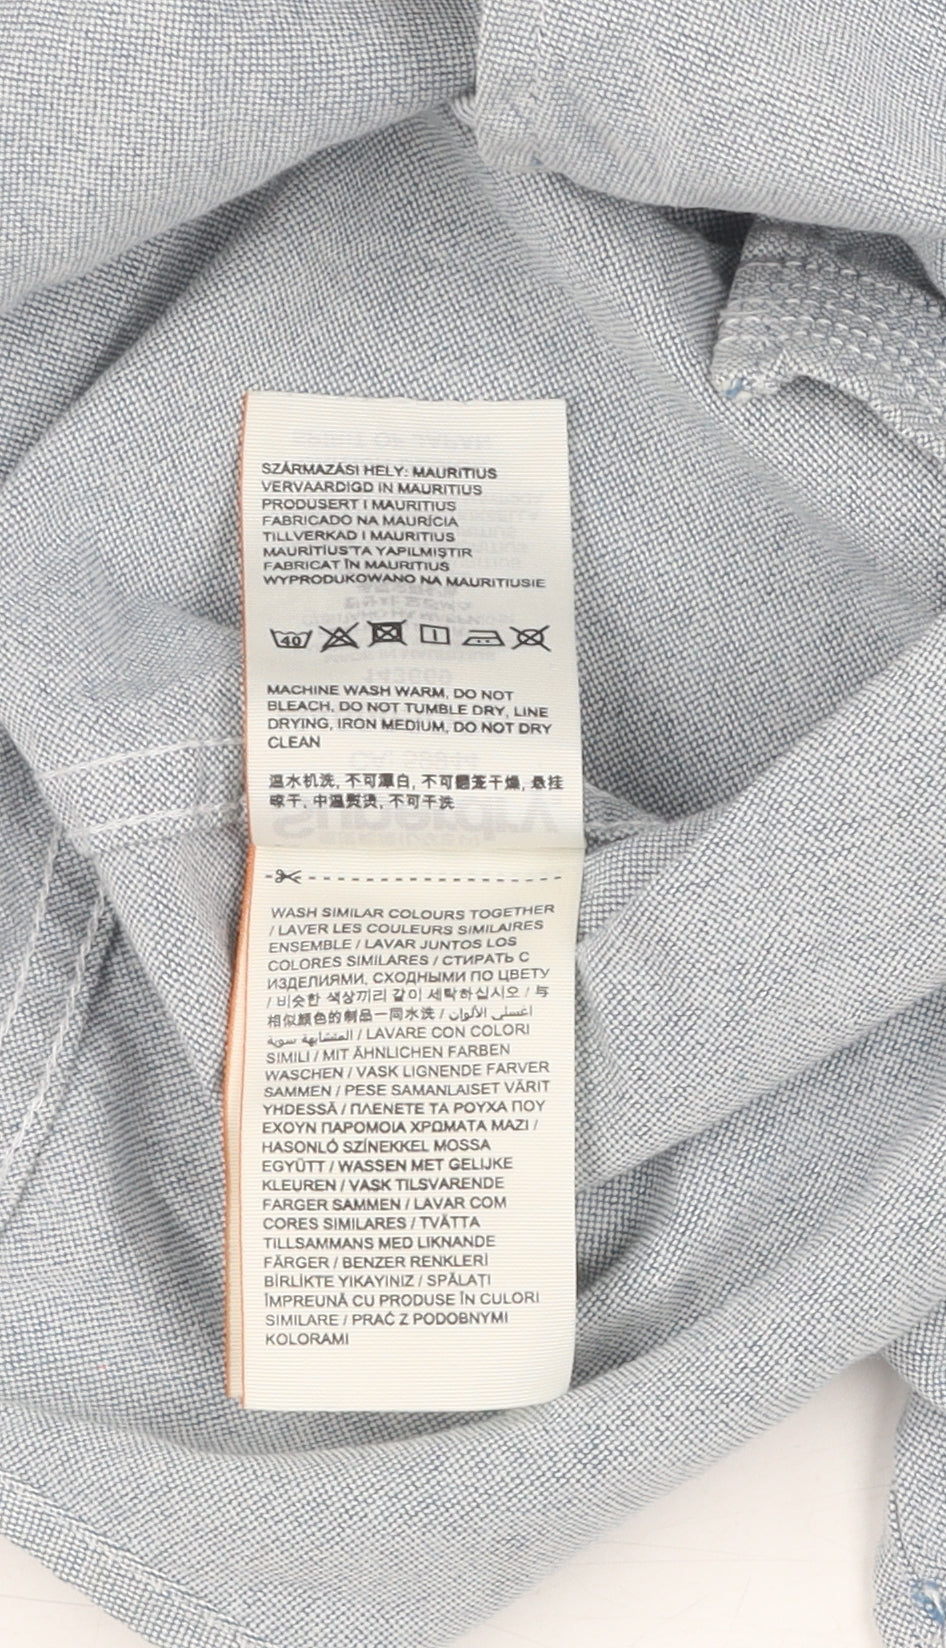 SZÁRMAZÁSI HELY: MAURITIUS
VERVAARDIGD IN MAURITIUS
PRODUSERT I MAURITIUS
FABRICADO NA MAURÍCIA
TILLVERKAD I MAURITIUS
MAURITIUS'TA YAPILMIŞTIR
FABRICAT ÎN MAURITIUS
WYPRODUKOWANO NA MAURITIUSIE
40
MACHINE WASH WARM, DO NOT
BLEACH, DO NOT TUMBLE DRY, LINE
DRYING, IRON MEDIUM, DO NOT DRY
CLEAN
温水机洗, 不可漂白, 不可翻笼干燥, 悬挂
晾干, 中温熨烫, 不可干洗
WASH SIMILAR COLOURS TOGETHER
/ LAVER LES COULEURS SIMILAIRES
ENSEMBLE / LAVAR JUNTOS LOS
COLORES SIMILARES / СТИРАТЬ С
ИЗДЕЛИЯМИ, СХОДНЫМИ ПО ЦВЕТУ
/ 비슷한 색상끼리 같이 세탁하십시오 / 与
相似颜色的制品一同水洗 / اغسلي الألوان
المتشابهة سوية / LAVARE CON COLORI
SIMILI / MIT ÄHNLICHEN FARBEN
WASCHEN / VASK LIGNENDE FARVER
SAMMEN / PESE SAMANLAISET VÄRIT
YHDESSÄ / ΠΛΕΝΕΤΕ ΤΑ ΡΟΥΧΑ ΠΟΥ
ΕΧΟΥΝ ΠΑΡΟΜΟΙΑ ΧΡΩΜΑΤΑ ΜΑΖΙ /
HASONLÓ SZÍNEKKEL MOSSA
EGYÜTT / WASSEN MET GELIJKE
KLEUREN / VASK TILSVARENDE
FARGER SAMMEN / LAVAR COM
CORES SIMILARES / TVÄTTA
TILLSAMMANS MED LIKNANDE
FÄRGER / BENZER RENKLERİ
BİRLİKTE YIKAYINIZ / SPĂLAȚI
ÎMPREUNĂ CU PRODUSE ÎN CULORI
SIMILARE / PRAĆ Z PODOBNYMI
KOLORAMI